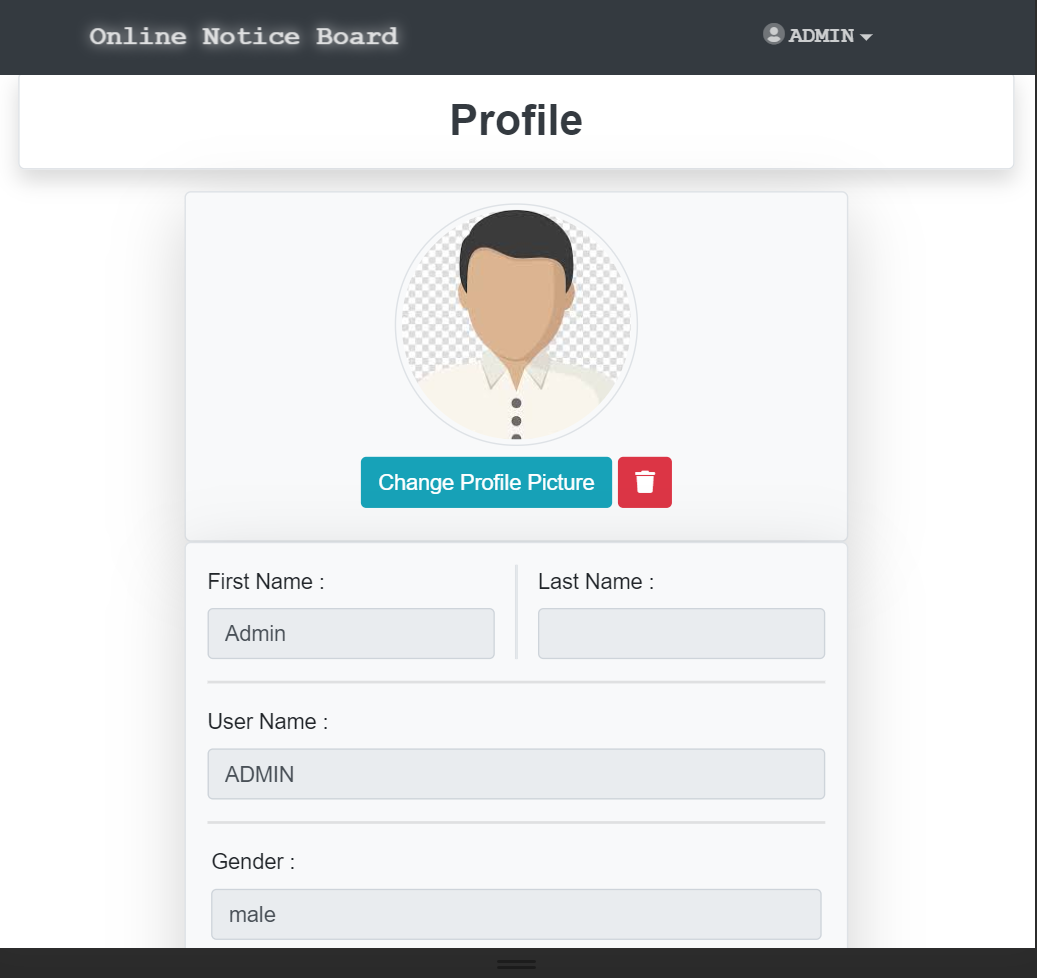 Online Notice Board
ADMIN
Profile
Change Profile Picture
First Name :
Last Name :
Admin
User Name :
ADMIN
Gender :
male